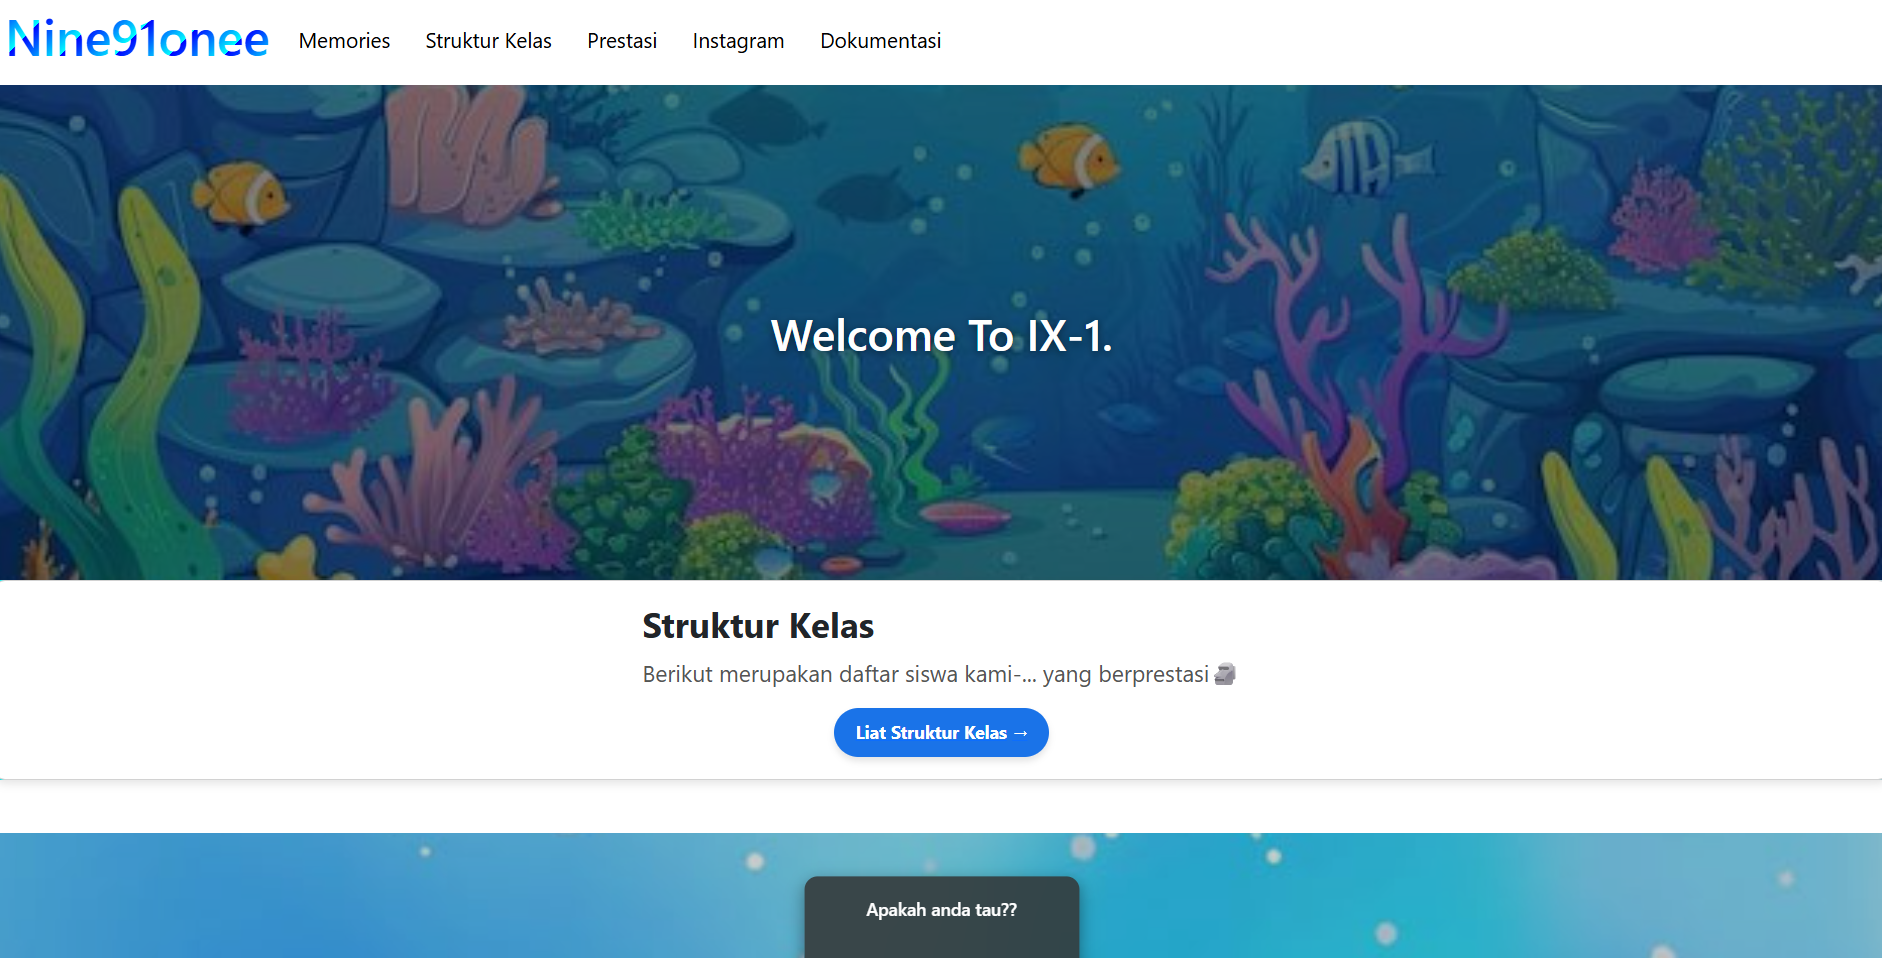 Nine91onee Memories Struktur Kelas Prestasi Instagram Dokumentasi
Welcome To IX-1.
Struktur Kelas
Berikut merupakan daftar siswa kami-... yang berprestasi 🗿
Liat Struktur Kelas →
Apakah anda tau??